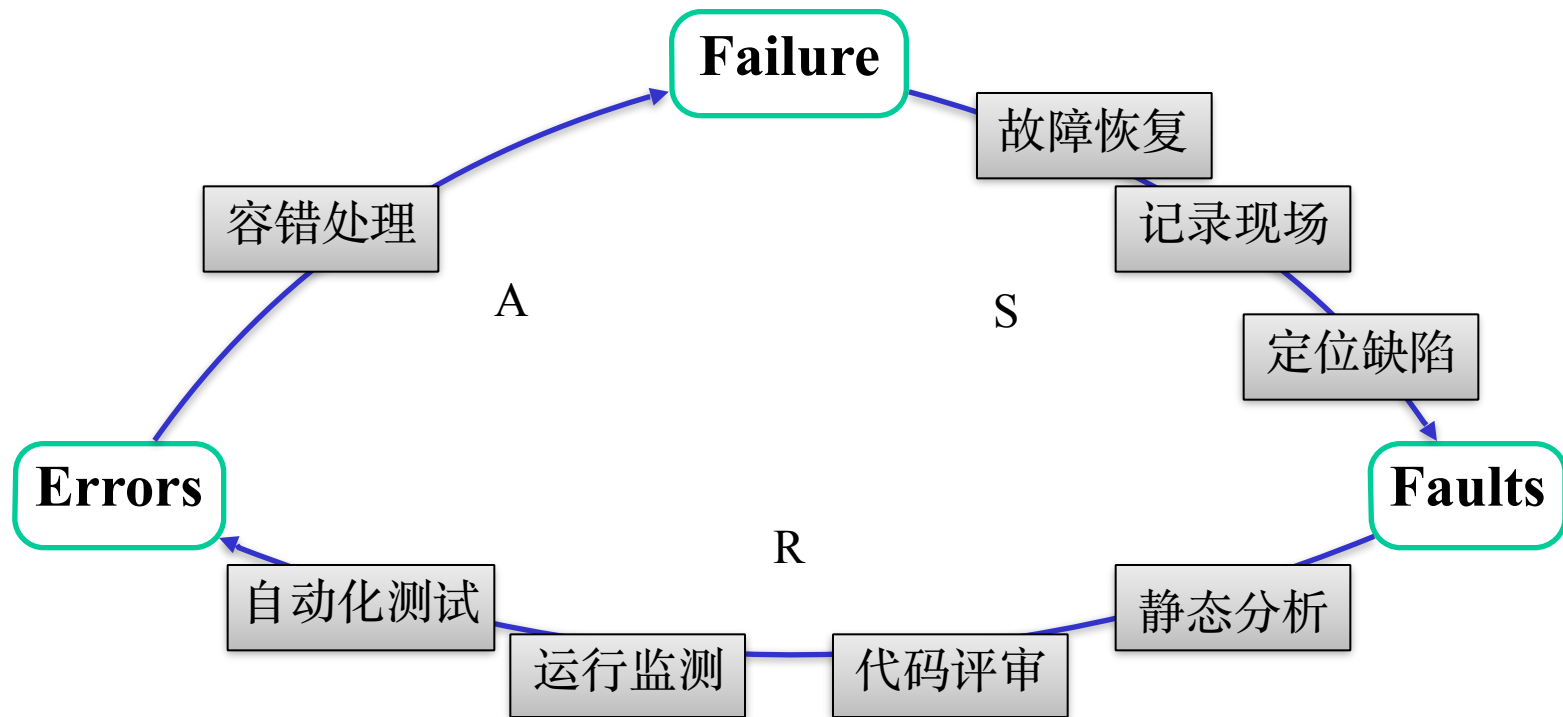 Failure
故障恢复
容错处理
记录现场
A
S
定位缺陷
Errors
Faults
R
自动化测试
静态分析
运行监测
代码评审